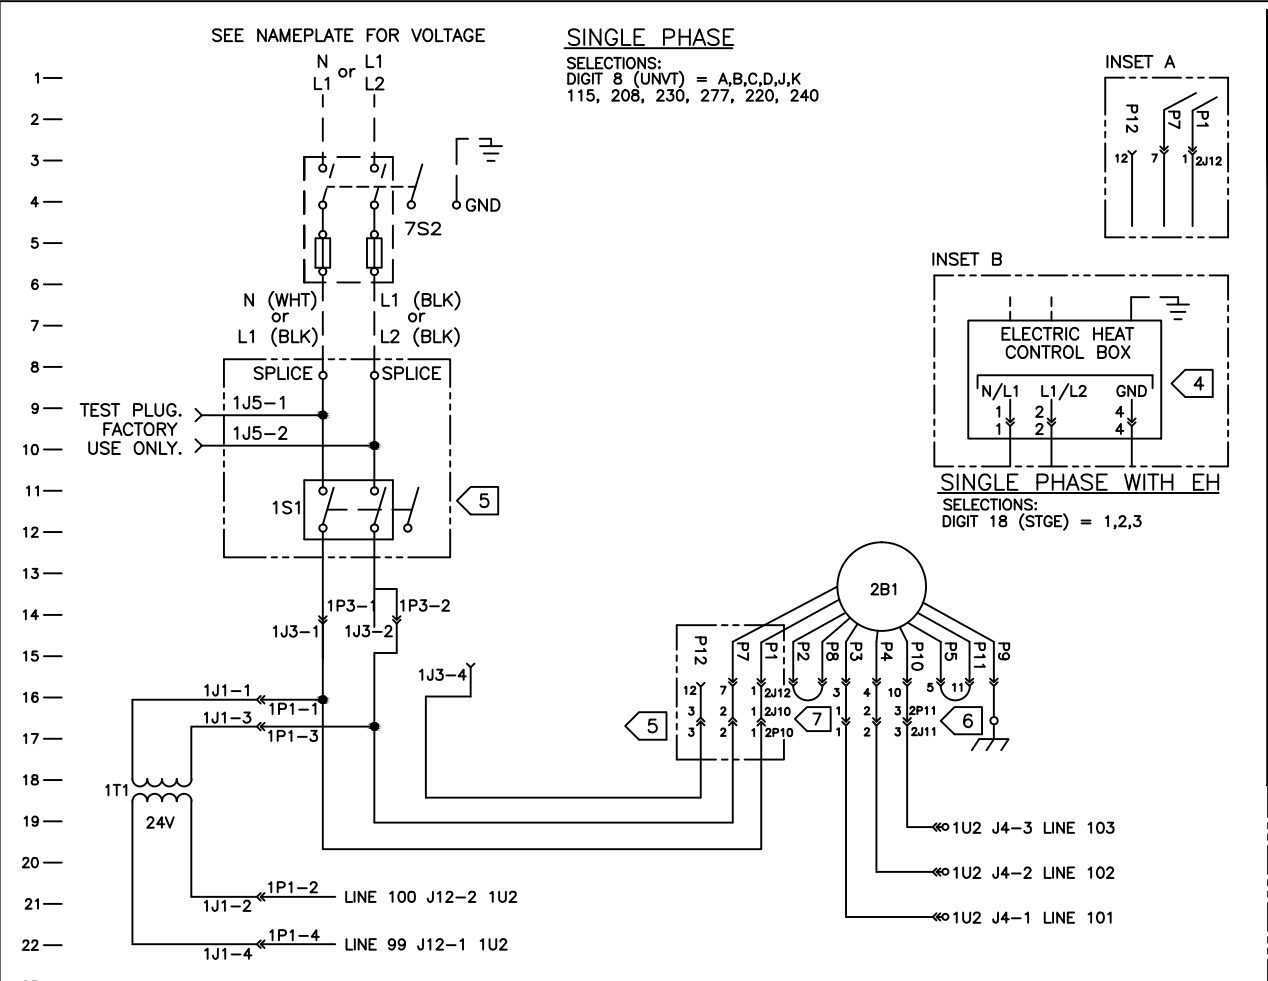 SEE NAMEPLATE FOR VOLTAGE
N or L1
L1 L2
SINGLE PHASE
SELECTIONS:
DIGIT 8 (UNVT) = A,B,C,D,J,K
115, 208, 230, 277, 220, 240
INSET A
P12 P7 P1
12 7 1 2J12
GND
7S2
INSET B
ELECTRIC HEAT
CONTROL BOX
N/L1 L1/L2 GND
1 2 4
1 2 4
4
SINGLE PHASE WITH EH
SELECTIONS:
DIGIT 18 (STGE) = 1,2,3
N (WHT) L1 (BLK)
or or
L1 (BLK) L2 (BLK)
SPLICE SPLICE
1J5-1
TEST PLUG.
FACTORY
USE ONLY.
1J5-2
1S1
5
1P3-1 1P3-2
1J3-1 1J3-2
1J3-4
2B1
P12 P7 P1 P2 P8 P3 P4 P10 P5 P11 P9
12 7 1 2J12 3 4 10 5 11
3 2 1 2J10 1 2 3 2P11
3 2 1 2P10 1 2 3 2J11
5
7
6
1J1-1
1P1-1
1J1-3
1P1-3
1T1
24V
1P1-2
1J1-2
LINE 100 J12-2 1U2
1P1-4
1J1-4
LINE 99 J12-1 1U2
1U2 J4-3 LINE 103
1U2 J4-2 LINE 102
1U2 J4-1 LINE 101
1
2
3
4
5
6
7
8
9
10
11
12
13
14
15
16
17
18
19
20
21
22